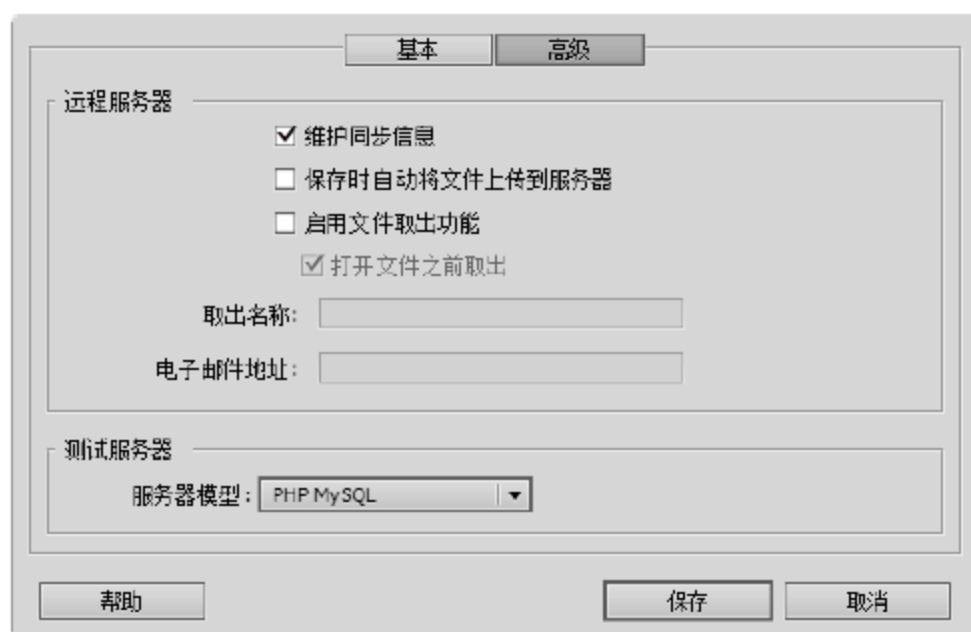 基本 高级
远程服务器
维护同步信息
保存时自动将文件上传到服务器
启用文件取出功能
打开文件之前取出
取出名称:
电子邮件地址:
测试服务器
服务器模型: PHP MySQL
帮助 保存 取消